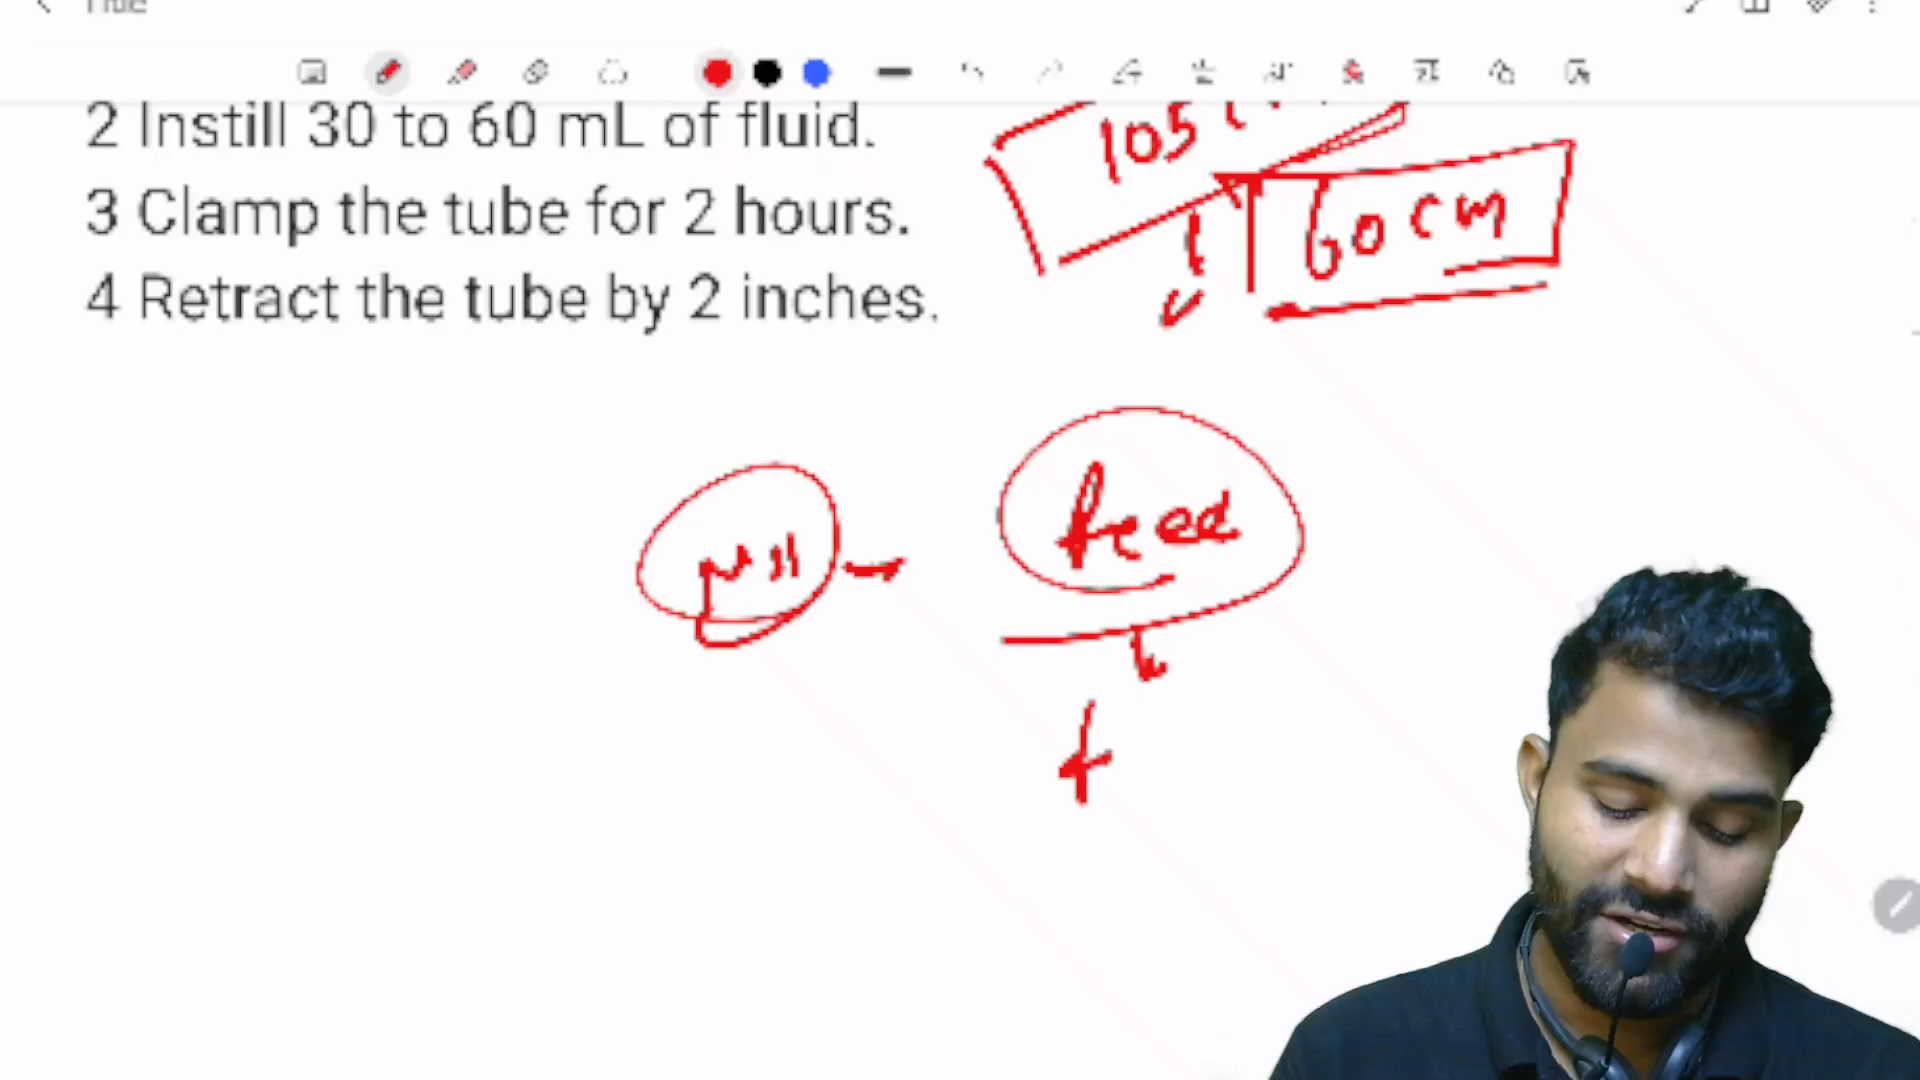 Title
2 Instill 30 to 60 mL of fluid.
105
3 Clamp the tube for 2 hours.
60 cm
4 Retract the tube by 2 inches.
feed
f